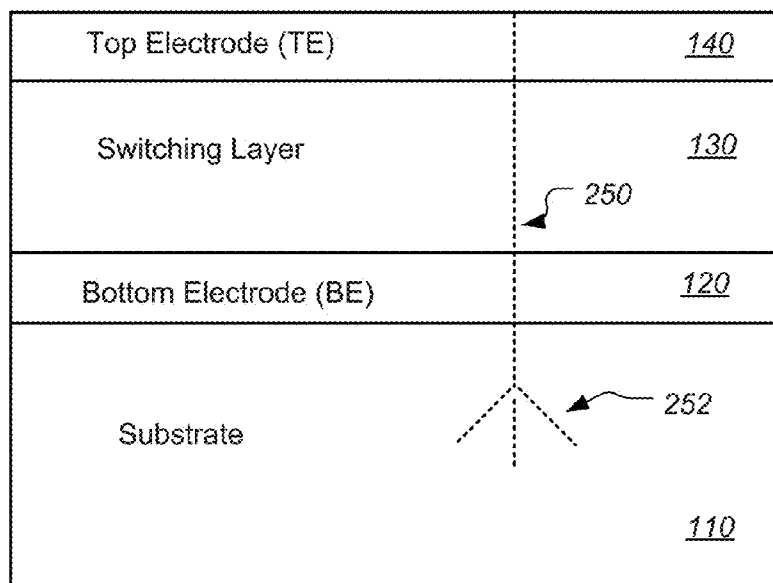 Top Electrode (TE) 140
Switching Layer 130
250
Bottom Electrode (BE) 120
252
Substrate
110